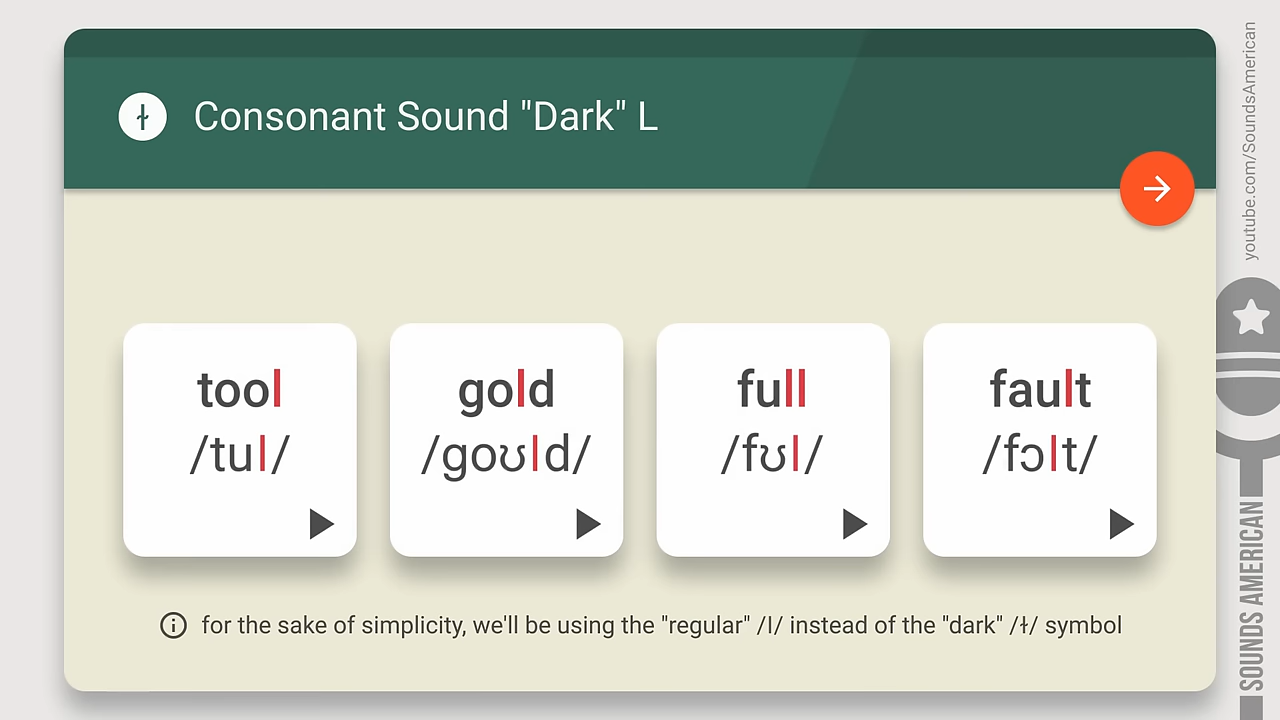 ɫ Consonant Sound "Dark" L
tool
/tul/
gold
/goʊld/
full
/fʊl/
fault
/fɔlt/
for the sake of simplicity, we'll be using the "regular" /l/ instead of the "dark" /ɫ/ symbol
youtube.com/SoundsAmerican
SOUNDS AMERICAN